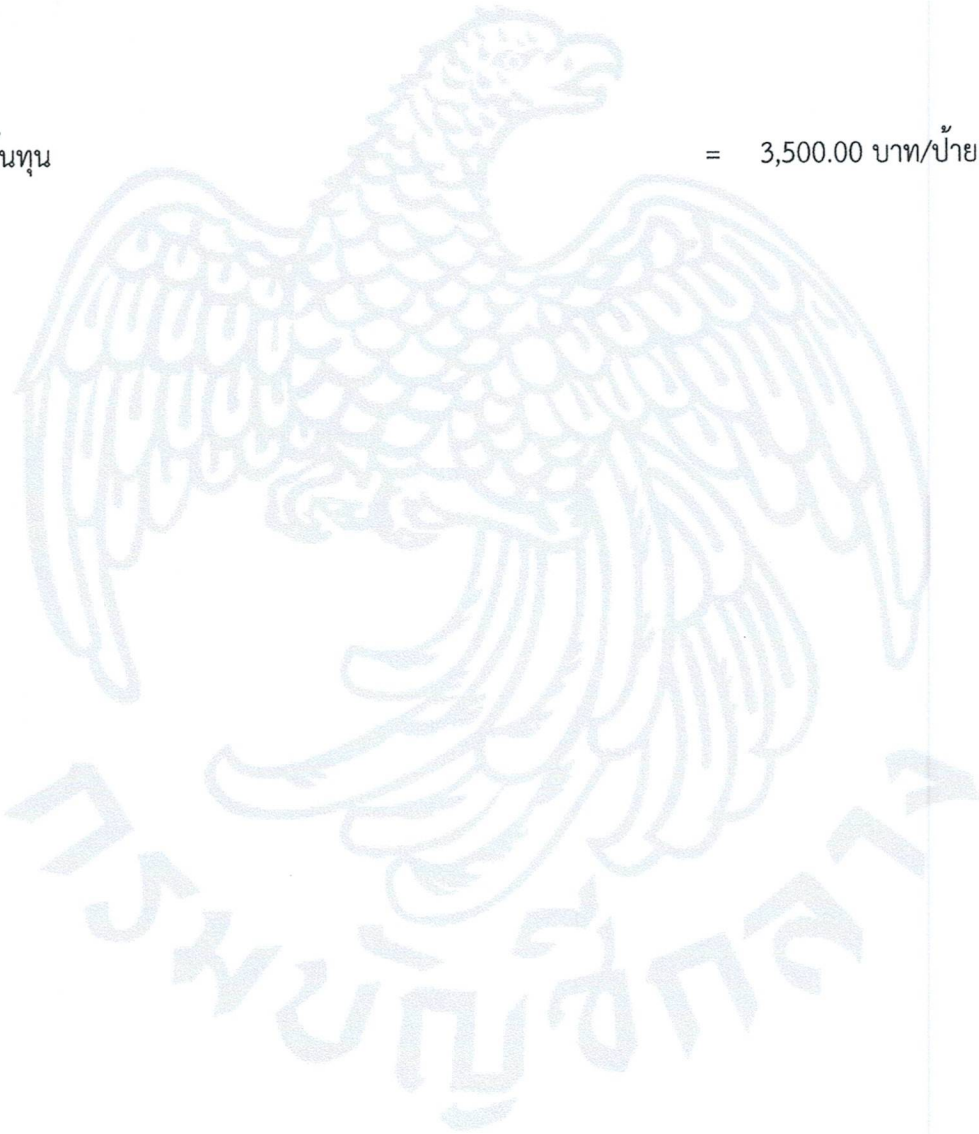 นทุน = 3,500.00 บาท/ป้าย
กรมบัญชีกลาง